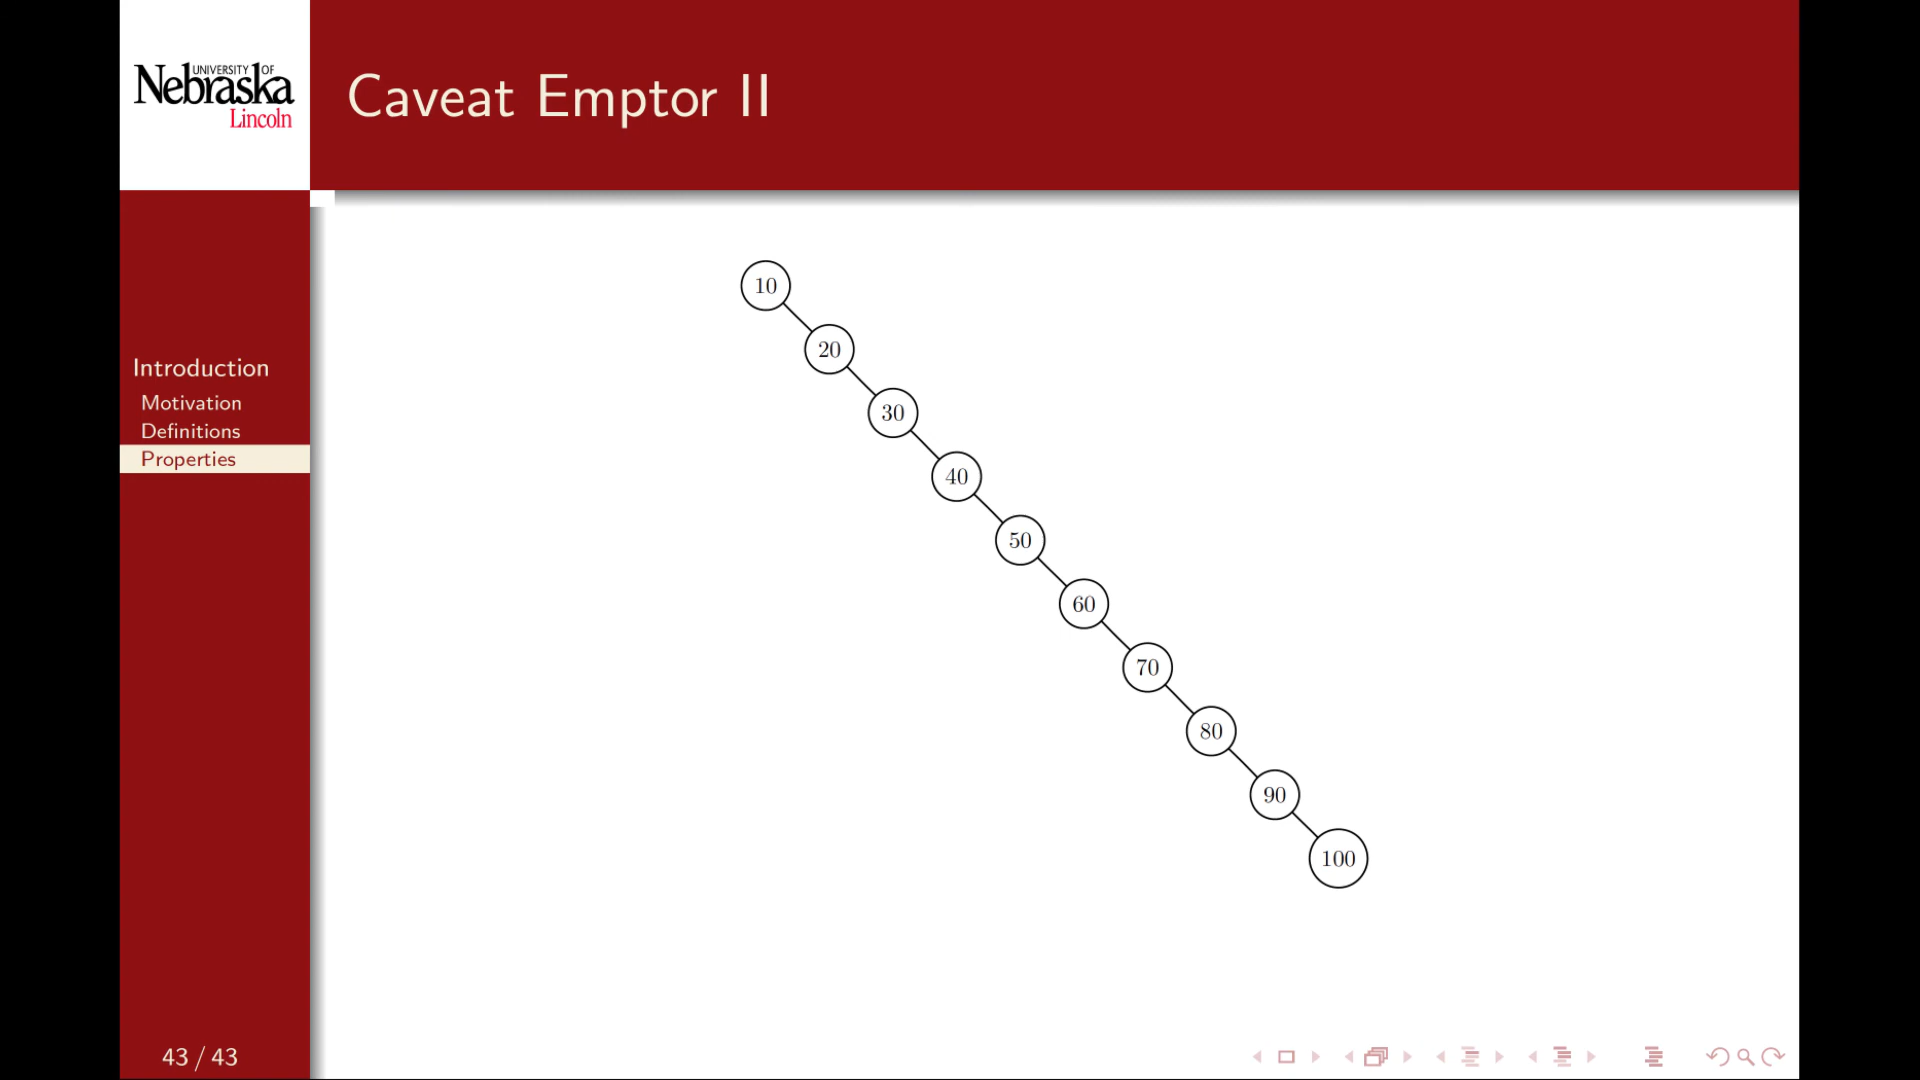 UNIVERSITY OF
Nebraska
Lincoln
Caveat Emptor II
Introduction
Motivation
Definitions
Properties
10
20
30
40
50
60
70
80
90
100
43 / 43